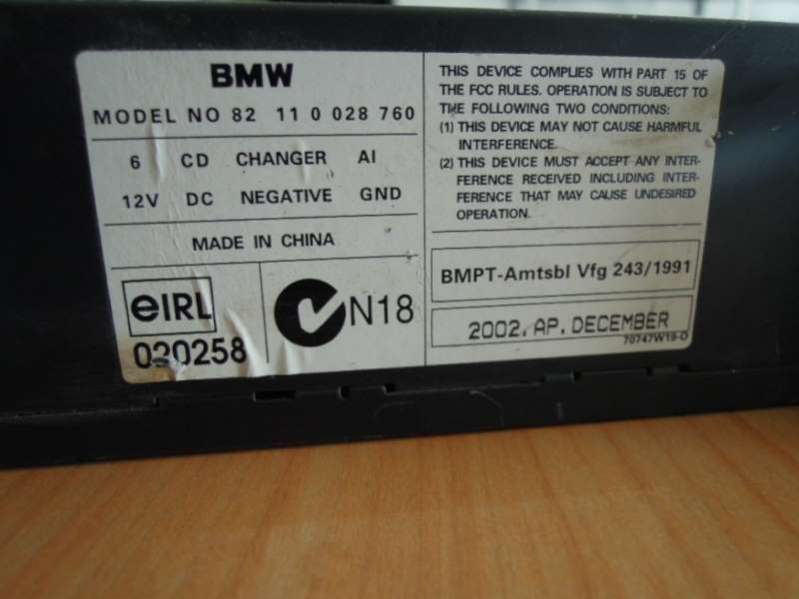 BMW
MODEL NO 82 11 0 028 760
6 CD CHANGER AI
12V DC NEGATIVE GND
MADE IN CHINA
eIRL
020258
N18
THIS DEVICE COMPLIES WITH PART 15 OF
THE FCC RULES. OPERATION IS SUBJECT TO
THE FOLLOWING TWO CONDITIONS:
(1) THIS DEVICE MAY NOT CAUSE HARMFUL
INTERFERENCE.
(2) THIS DEVICE MUST ACCEPT ANY INTER-
FERENCE RECEIVED INCLUDING INTER-
FERENCE THAT MAY CAUSE UNDESIRED
OPERATION.
BMPT-Amtsbl Vfg 243/1991
2002. AP. DECEMBER
70747W19-O